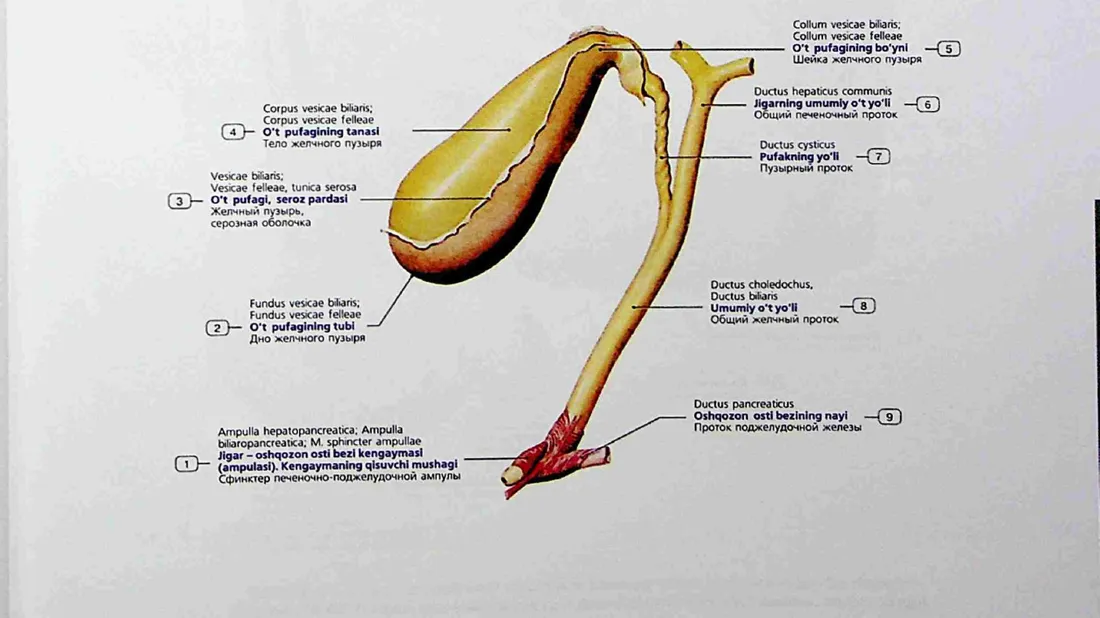 Collum vesicae biliaris;
Collum vesicae felleae
O't pufagining bo'yni
Шейка желчного пузыря
5
Ductus hepaticus communis
Jigarning umumiy o't yo'li
Общий печеночный проток
6
Ductus cysticus
Pufakning yo'li
Пузырный проток
7
Corpus vesicae biliaris;
Corpus vesicae felleae
4
O't pufagining tanasi
Тело желчного пузыря
Vesicae biliaris;
Vesicae felleae, tunica serosa
3
O't pufagi, seroz pardasi
Желчный пузырь,
серозная оболочка
Fundus vesicae biliaris;
Fundus vesicae felleae
2
O't pufagining tubi
Дно желчного пузыря
Ductus choledochus,
Ductus biliaris
Umumiy o't yo'li
Общий желчный проток
8
Ductus pancreaticus
Oshqozon osti bezining nayi
Проток поджелудочной железы
9
Ampulla hepatopancreatica; Ampulla
biliaropancreatica; M. sphincter ampullae
Jigar – oshqozon osti bezi kengaymasi
1
(ampulasi). Kengaymaning qisuvchi mushagi
Сфинктер печеночно-поджелудочной ампулы